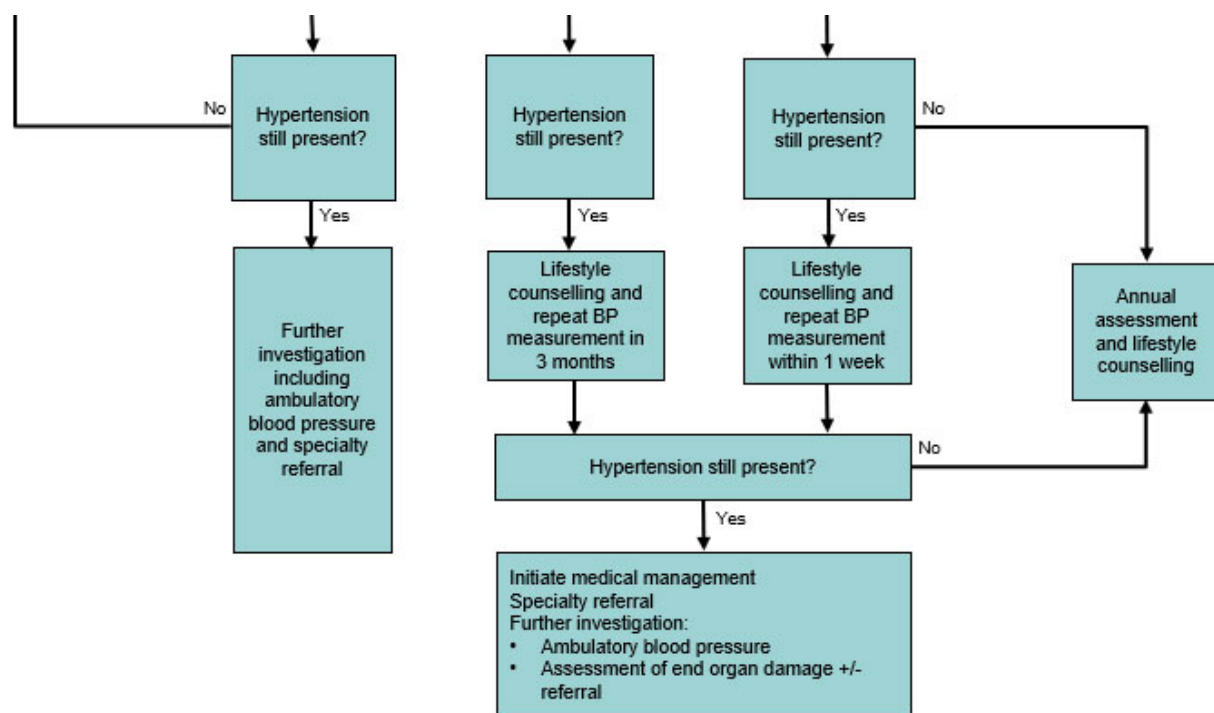 Hypertension
still present?
No
Yes
Further
investigation
including
ambulatory
blood pressure
and specialty
referral
Hypertension
still present?
Yes
Lifestyle
counselling and
repeat BP
measurement in
3 months
Hypertension
still present?
No
Yes
Lifestyle
counselling and
repeat BP
measurement
within 1 week
Annual
assessment
and lifestyle
counselling
Hypertension still present?
No
Yes
Initiate medical management
Specialty referral
Further investigation:
• Ambulatory blood pressure
• Assessment of end organ damage +/-
referral